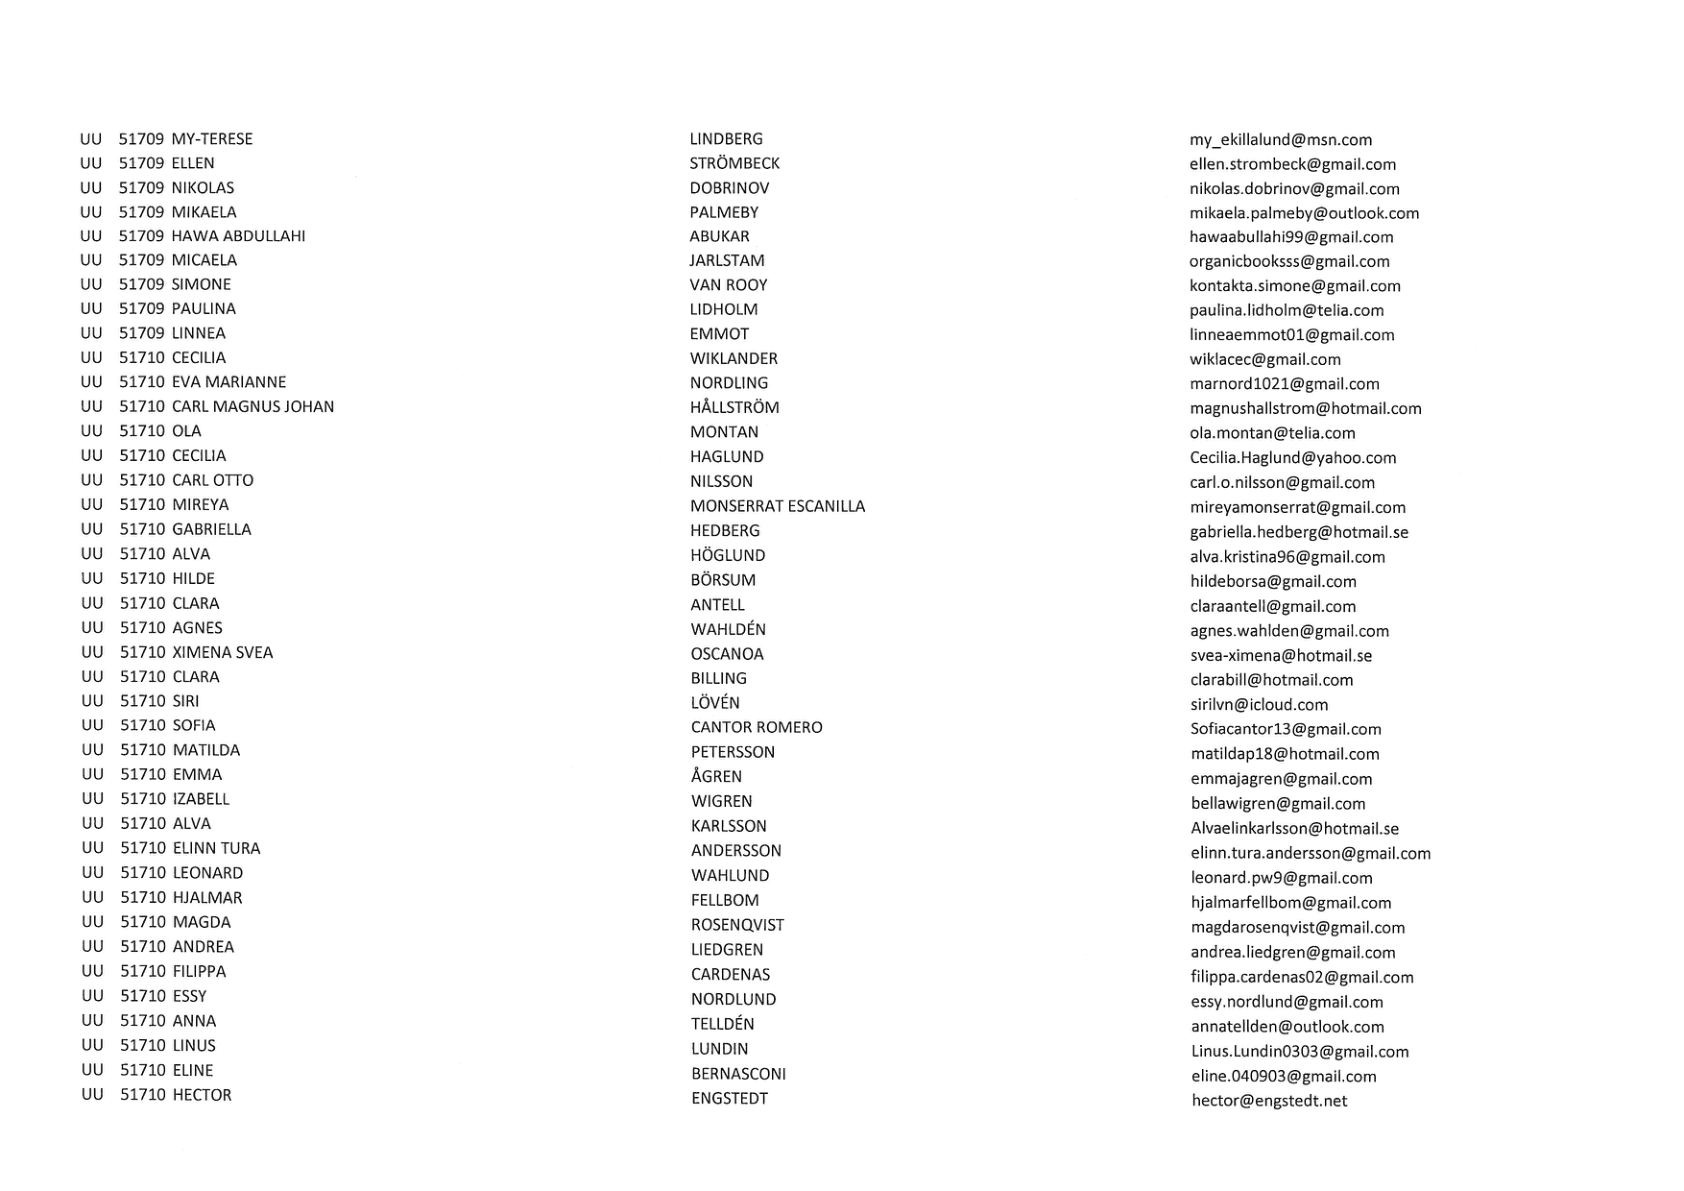 UU 51709 MY-TERESE LINDBERG my_ekillalund@msn.com
UU 51709 ELLEN STRÖMBECK ellen.strombeck@gmail.com
UU 51709 NIKOLAS DOBRINOV nikolas.dobrinov@gmail.com
UU 51709 MIKAELA PALMEBY mikaela.palmeby@outlook.com
UU 51709 HAWA ABDULLAHI ABUKAR hawaabullahi99@gmail.com
UU 51709 MICAELA JARLSTAM organicbooksss@gmail.com
UU 51709 SIMONE VAN ROOY kontakta.simone@gmail.com
UU 51709 PAULINA LIDHOLM paulina.lidholm@telia.com
UU 51709 LINNEA EMMOT linneaemmot01@gmail.com
UU 51710 CECILIA WIKLANDER wiklacec@gmail.com
UU 51710 EVA MARIANNE NORDLING marnord1021@gmail.com
UU 51710 CARL MAGNUS JOHAN HÅLLSTRÖM magnushallstrom@hotmail.com
UU 51710 OLA MONTAN ola.montan@telia.com
UU 51710 CECILIA HAGLUND Cecilia.Haglund@yahoo.com
UU 51710 CARL OTTO NILSSON carl.o.nilsson@gmail.com
UU 51710 MIREYA MONSERRAT ESCANILLA mireyamonserrat@gmail.com
UU 51710 GABRIELLA HEDBERG gabriella.hedberg@hotmail.se
UU 51710 ALVA HÖGLUND alva.kristina96@gmail.com
UU 51710 HILDE BÖRSUM hildeborsa@gmail.com
UU 51710 CLARA ANTELL claraantell@gmail.com
UU 51710 AGNES WAHLDÉN agnes.wahlden@gmail.com
UU 51710 XIMENA SVEA OSCANOA svea-ximena@hotmail.se
UU 51710 CLARA BILLING clarabill@hotmail.com
UU 51710 SIRI LÖVÉN sirilvn@icloud.com
UU 51710 SOFIA CANTOR ROMERO Sofiacantor13@gmail.com
UU 51710 MATILDA PETERSSON matildap18@hotmail.com
UU 51710 EMMA ÅGREN emmajagren@gmail.com
UU 51710 IZABELL WIGREN bellawigren@gmail.com
UU 51710 ALVA KARLSSON Alvaelinkarlsson@hotmail.se
UU 51710 ELINN TURA ANDERSSON elinn.tura.andersson@gmail.com
UU 51710 LEONARD WAHLUND leonard.pw9@gmail.com
UU 51710 HJALMAR FELLBOM hjalmarfellbom@gmail.com
UU 51710 MAGDA ROSENQVIST magdarosenqvist@gmail.com
UU 51710 ANDREA LIEDGREN andrea.liedgren@gmail.com
UU 51710 FILIPPA CARDENAS filippa.cardenas02@gmail.com
UU 51710 ESSY NORDLUND essy.nordlund@gmail.com
UU 51710 ANNA TELLDÉN annatellden@outlook.com
UU 51710 LINUS LUNDIN Linus.Lundin0303@gmail.com
UU 51710 ELINE BERNASCONI eline.040903@gmail.com
UU 51710 HECTOR ENGSTEDT hector@engstedt.net